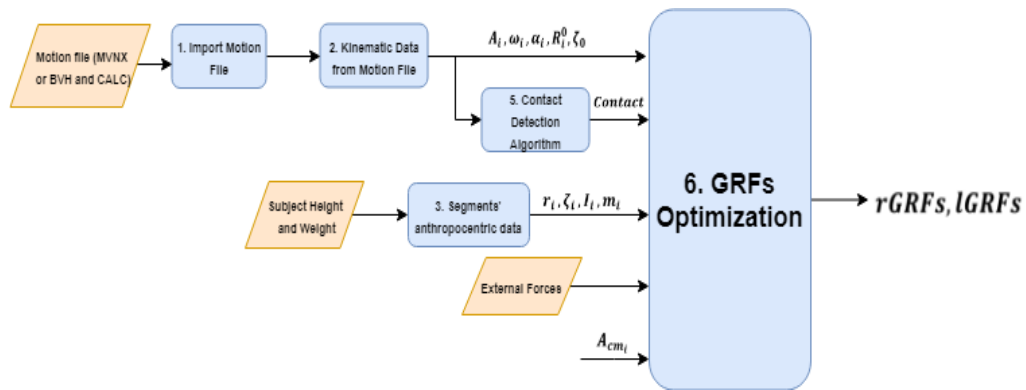 Motion file (MVNX
or BVH and CALC)
1. Import Motion
File
2. Kinematic Data
from Motion File
A_i, ω_i, α_i, R_i^0, ζ_0
5. Contact
Detection
Algorithm
Contact
Subject Height
and Weight
3. Segments'
anthropocentric data
r_i, ζ_i, I_i, m_i
External Forces
A_{cm_i}
6. GRFs
Optimization
rGRFs, lGRFs